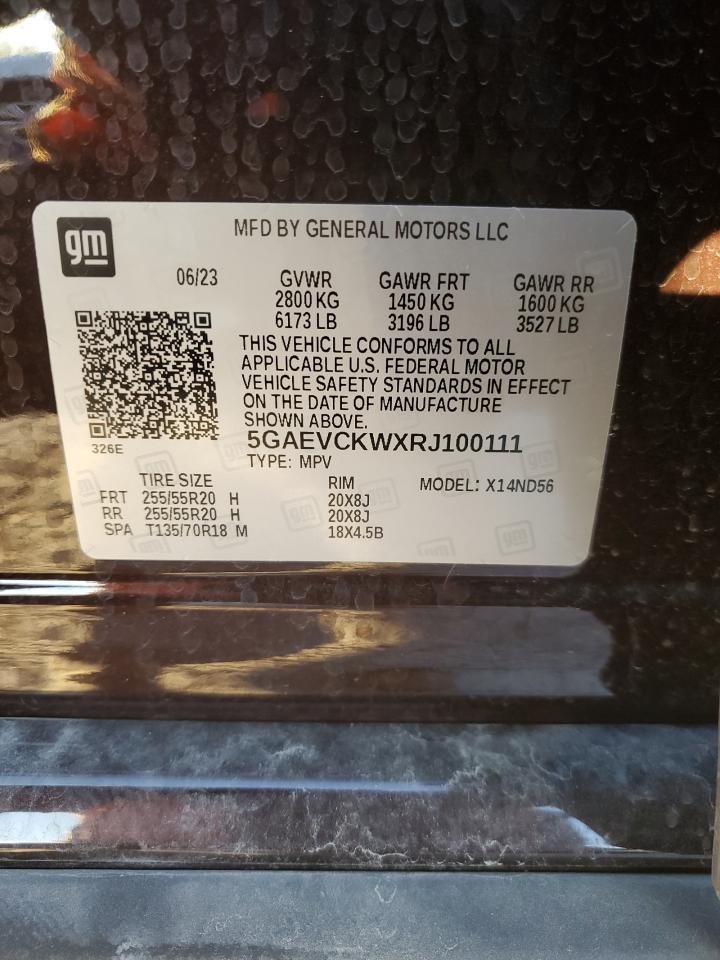 gm
MFD BY GENERAL MOTORS LLC
06/23 GVWR GAWR FRT GAWR RR
2800 KG 1450 KG 1600 KG
6173 LB 3196 LB 3527 LB
THIS VEHICLE CONFORMS TO ALL
APPLICABLE U.S. FEDERAL MOTOR
VEHICLE SAFETY STANDARDS IN EFFECT
ON THE DATE OF MANUFACTURE
SHOWN ABOVE.
326E
5GAEVCKWXRJ100111
TYPE: MPV
TIRE SIZE RIM MODEL: X14ND56
FRT 255/55R20 H 20X8J
RR 255/55R20 H 20X8J
SPA T135/70R18 M 18X4.5B